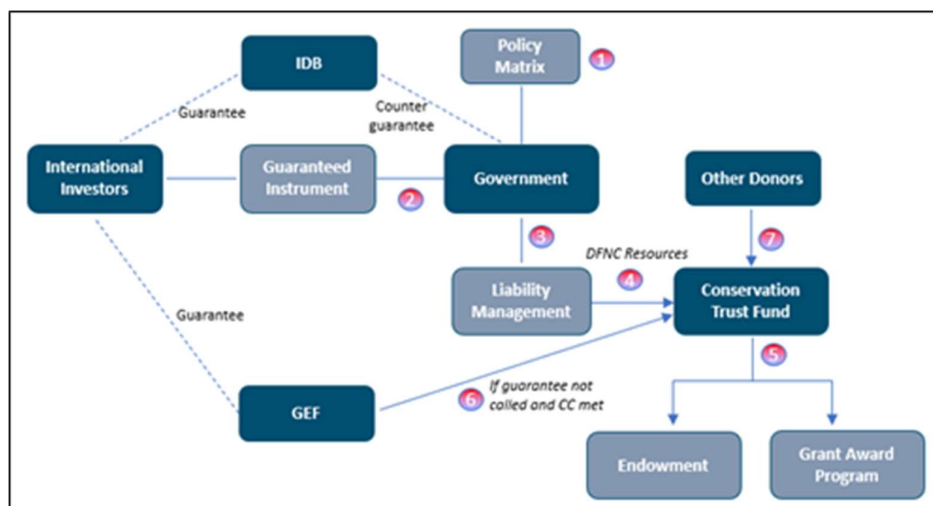 Policy
Matrix
1
IDB
Guarantee
Counter
guarantee
International
Investors
Guaranteed
Instrument
2
Government
Other Donors
3
7
DFNC Resources
4
Liability
Management
Conservation
Trust Fund
Guarantee
5
6
If guarantee not
called and CC met
GEF
Endowment
Grant Award
Program